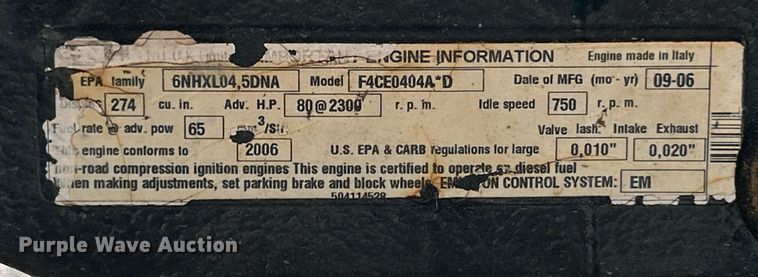 ENGINE INFORMATION Engine made in Italy
EPA family 6NHXL04,5DNA Model F4CE0404A*D Date of MFG (mo - yr) 09-06
274 cu. in. Adv. H.P. 80@2300 r. p. m. Idle speed 750 r. p. m.
Fuel rate @ adv. pow 65 mm3/Str. Valve lash: Intake Exhaust
This engine conforms to 2006 U.S. EPA & CARB regulations for large 0,010" 0,020"
non-road compression ignition engines This engine is certified to operate on diesel fuel
when making adjustments, set parking brake and block wheels CONTROL SYSTEM: EM
504114528
Purple Wave Auction